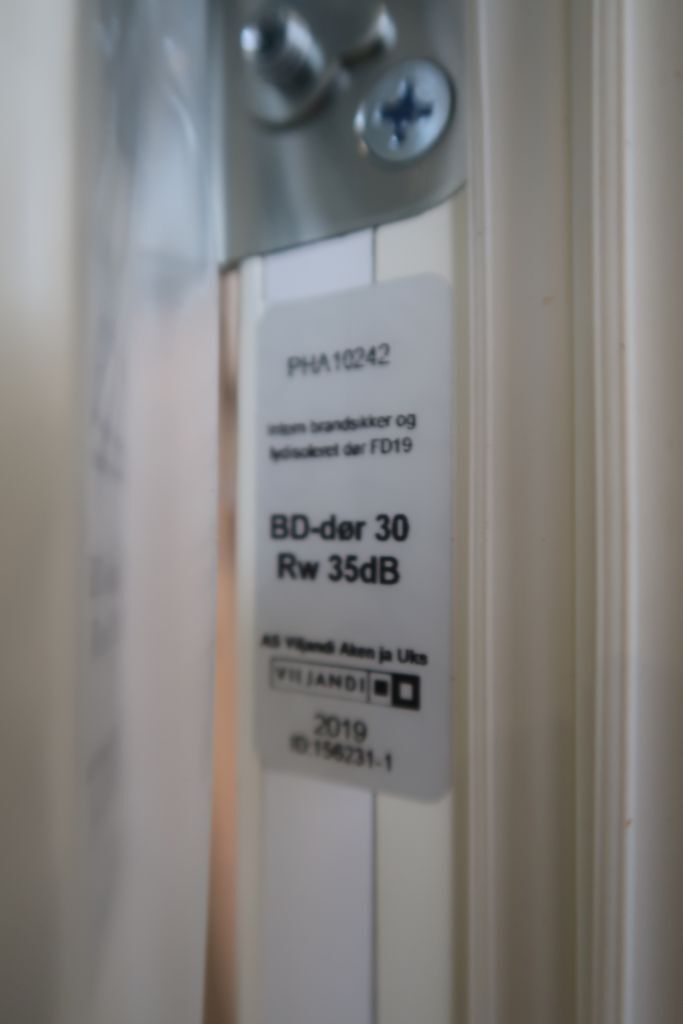 PHA10242
Intern brandsikker og
lydisoleret dør FD19
BD-dør 30
Rw 35dB
AS Viljandi Aken ja Uks
VILJANDI
2019
ID:156231-1